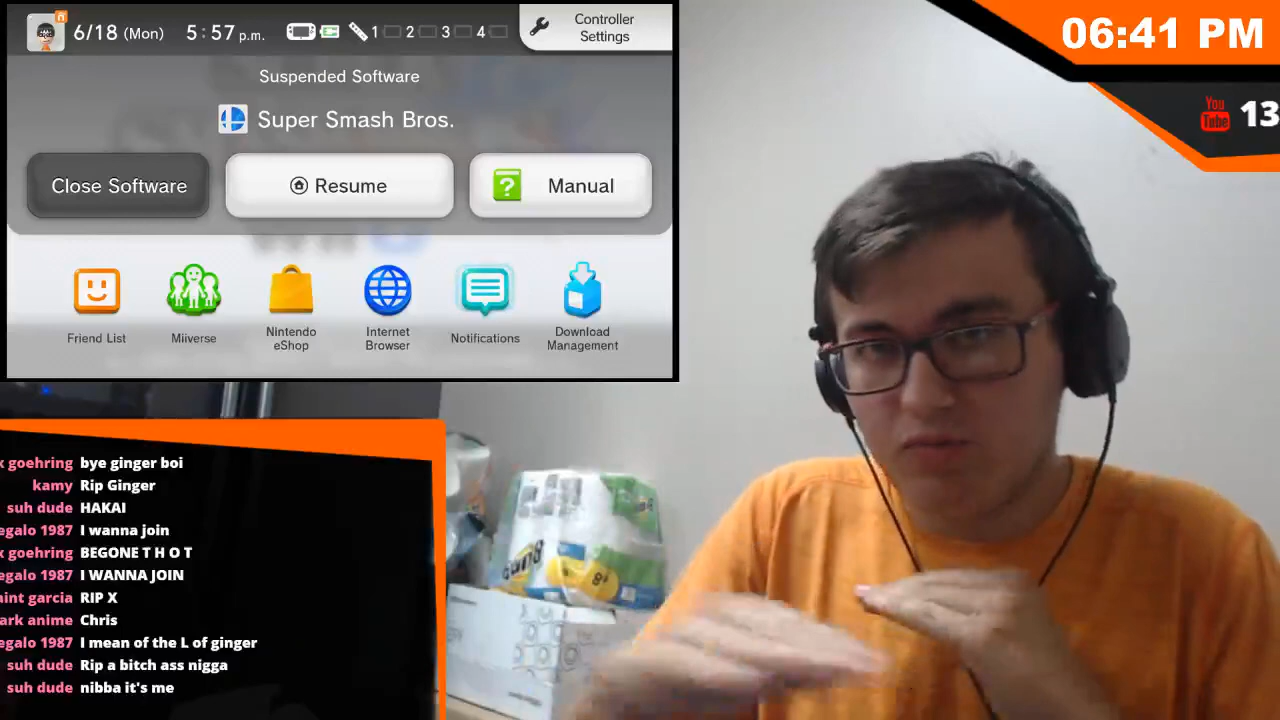 6/18 (Mon) 5:57 p.m. 1 2 3 4
Controller
Settings
Suspended Software
Super Smash Bros.
Close Software
Resume
Manual
?
Friend List
Miiverse
Nintendo
eShop
Internet
Browser
Notifications
Download
Management
06:41 PM
You
Tube
13
x goehring bye ginger boi
kamy Rip Ginger
suh dude HAKAI
egalo 1987 I wanna join
x goehring BEGONE T H O T
egalo 1987 I WANNA JOIN
aint garcia RIP X
ark anime Chris
egalo 1987 I mean of the L of ginger
suh dude Rip a bitch ass nigga
suh dude nibba it's me